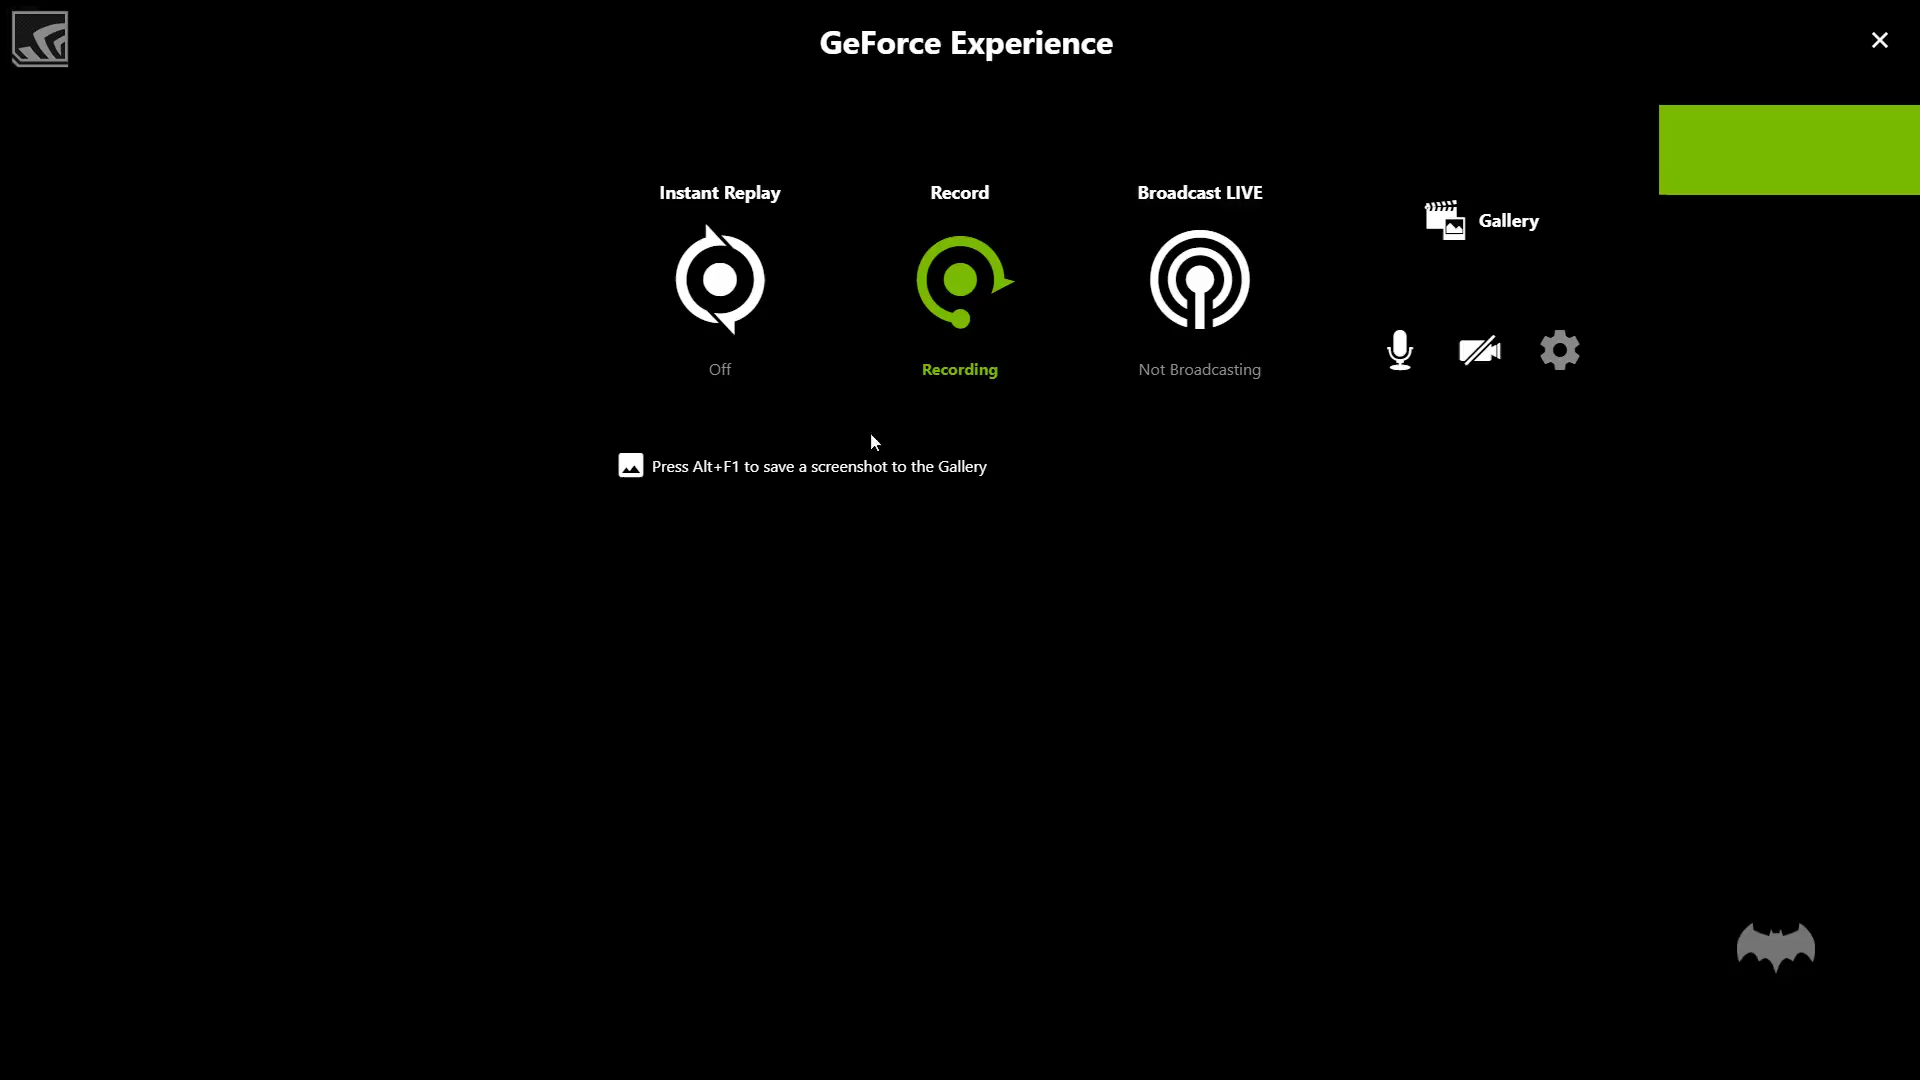 GeForce Experience
Instant Replay
Record
Broadcast LIVE
Gallery
Off
Recording
Not Broadcasting
Press Alt+F1 to save a screenshot to the Gallery